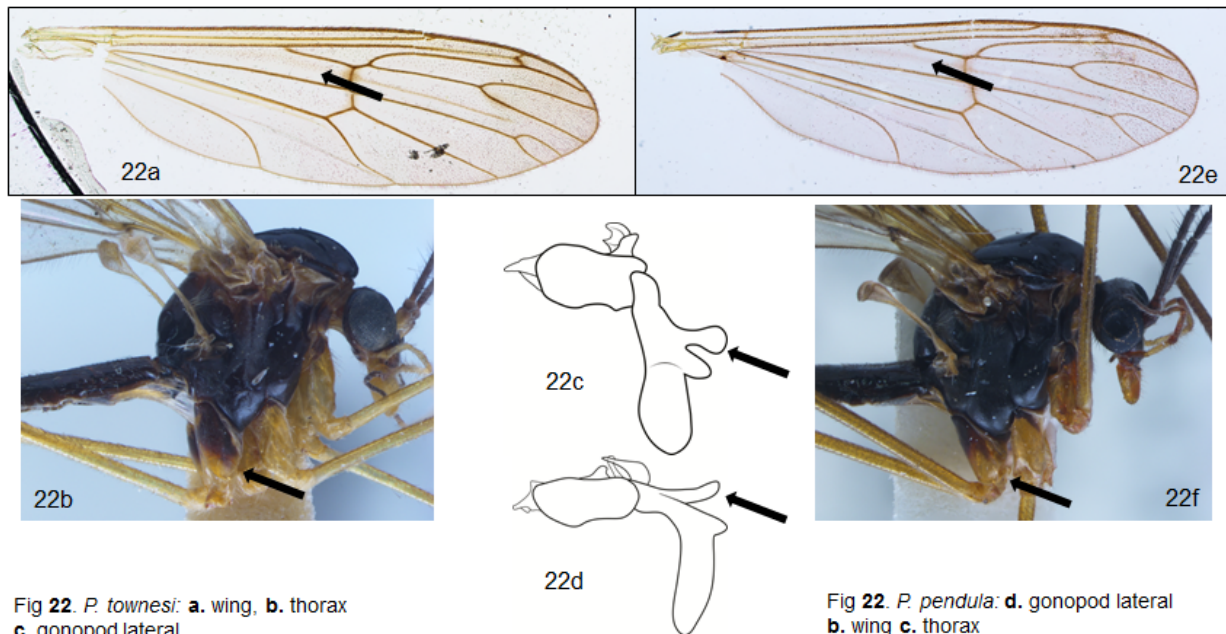 22a
22e
22b
22c
22d
22f
Fig 22. P. townesi: a. wing, b. thorax
c. gonopod lateral
Fig 22. P. pendula: d. gonopod lateral
b. wing c. thorax